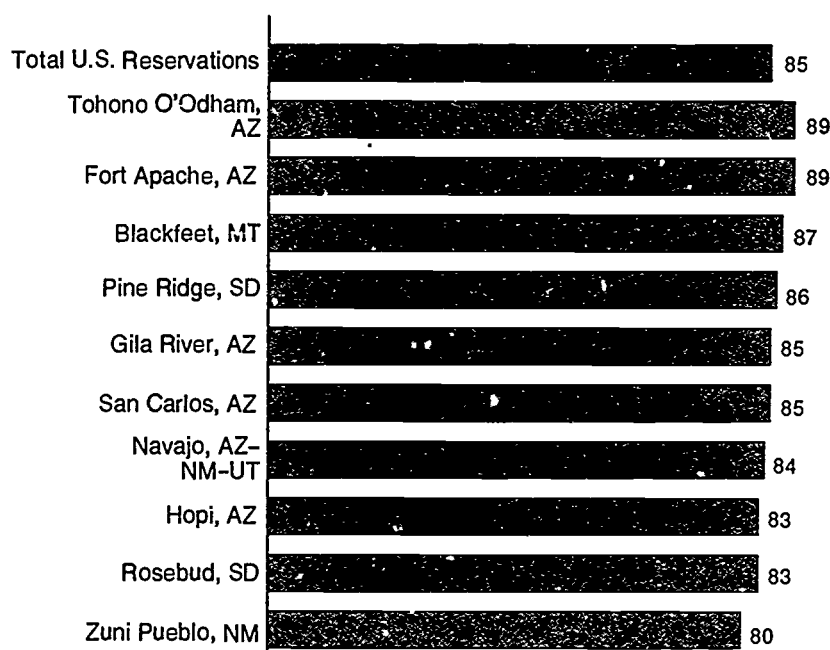 Total U.S. Reservations 85
Tohono O'Odham,
AZ 89
Fort Apache, AZ 89
Blackfeet, MT 87
Pine Ridge, SD 86
Gila River, AZ 85
San Carlos, AZ 85
Navajo, AZ–
NM–UT 84
Hopi, AZ 83
Rosebud, SD 83
Zuni Pueblo, NM 80